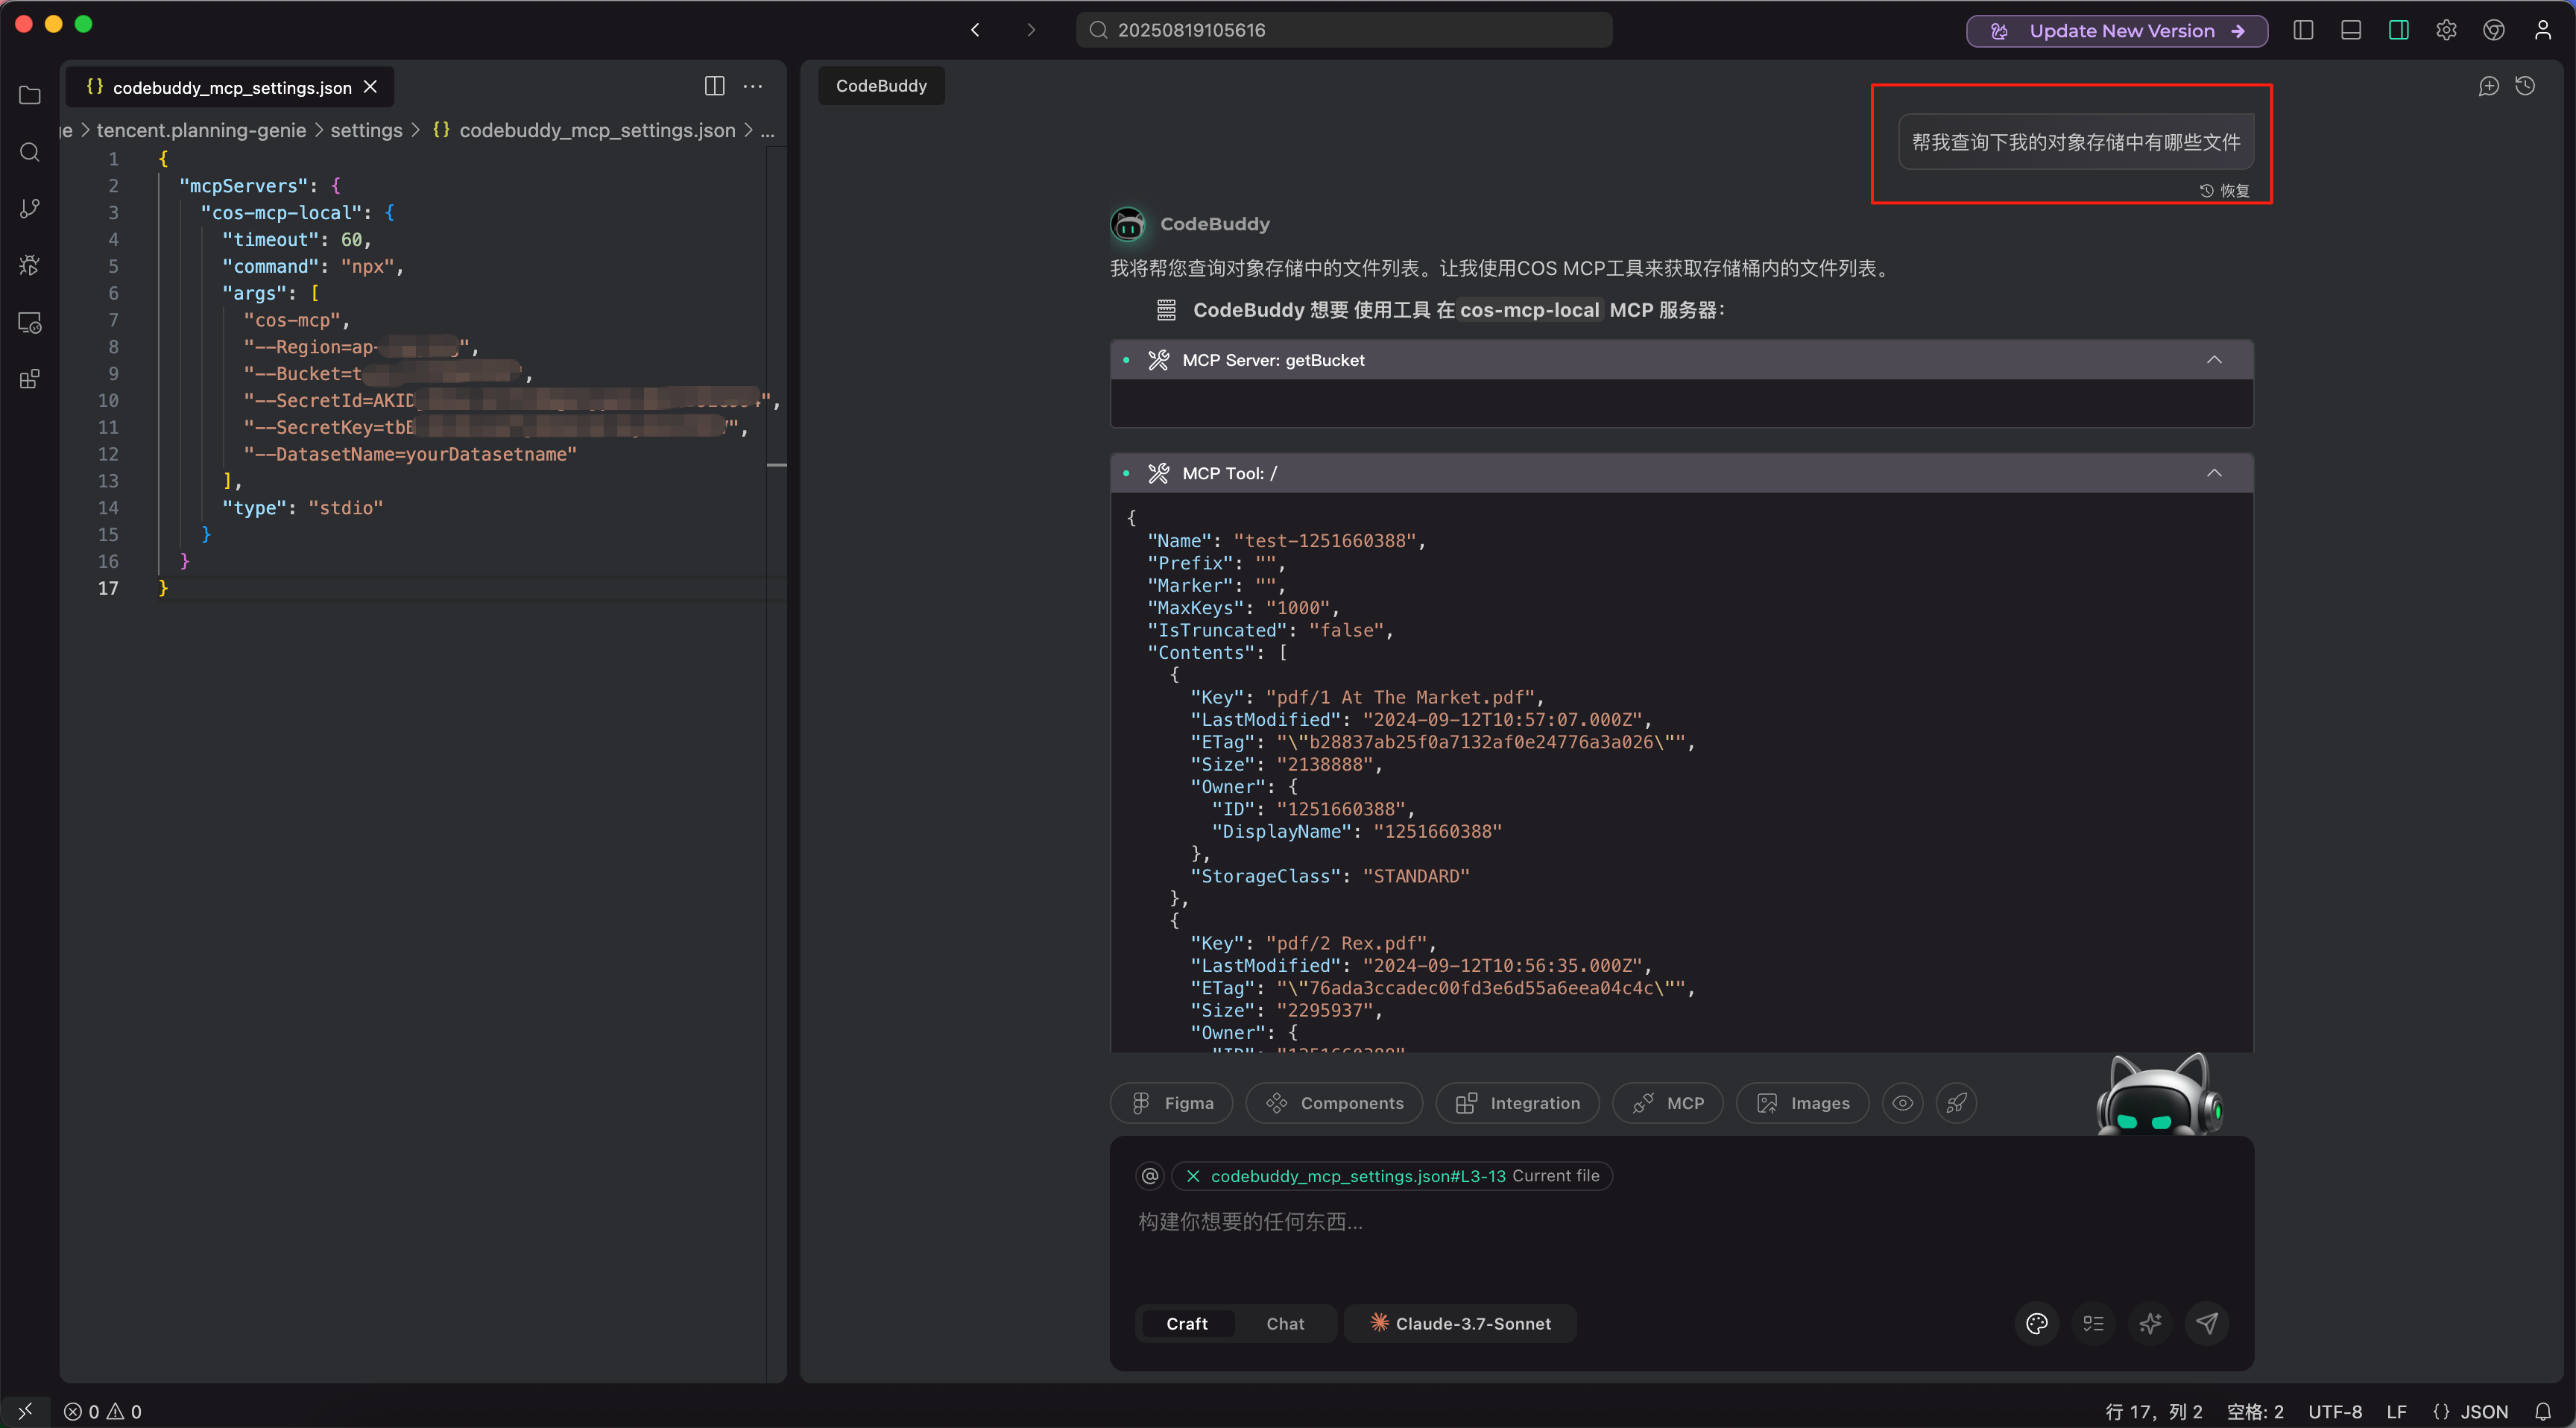 20250819105616
Update New Version
{} codebuddy_mcp_settings.json
tencent.planning-genie > settings > {} codebuddy_mcp_settings.json > ...
1 {
2 "mcpServers": {
3 "cos-mcp-local": {
4 "timeout": 60,
5 "command": "npx",
6 "args": [
7 "cos-mcp",
8 "--Region=ap-",
9 "--Bucket=t",
10 "--SecretId=AKID",
11 "--SecretKey=tb",
12 "--DatasetName=yourDatasetname"
13 ],
14 "type": "stdio"
15 }
16 }
17 }
CodeBuddy
帮我查询下我的对象存储中有哪些文件
恢复
CodeBuddy
我将帮您查询对象存储中的文件列表。让我使用COS MCP工具来获取存储桶内的文件列表。
CodeBuddy 想要 使用工具 在 cos-mcp-local MCP 服务器：
MCP Server: getBucket
MCP Tool: /
{
"Name": "test-1251660388",
"Prefix": "",
"Marker": "",
"MaxKeys": "1000",
"IsTruncated": "false",
"Contents": [
{
"Key": "pdf/1 At The Market.pdf",
"LastModified": "2024-09-12T10:57:07.000Z",
"ETag": "\"b28837ab25f0a7132af0e24776a3a026\"",
"Size": "2138888",
"Owner": {
"ID": "1251660388",
"DisplayName": "1251660388"
},
"StorageClass": "STANDARD"
},
{
"Key": "pdf/2 Rex.pdf",
"LastModified": "2024-09-12T10:56:35.000Z",
"ETag": "\"76ada3ccadec00fd3e6d55a6eea04c4c\"",
"Size": "2295937",
"Owner": {
Figma Components Integration MCP Images
@ codebuddy_mcp_settings.json#L3-13 Current file
构建你想要的任何东西...
Craft Chat Claude-3.7-Sonnet
0 0
行 17，列 2 空格: 2 UTF-8 LF {} JSON